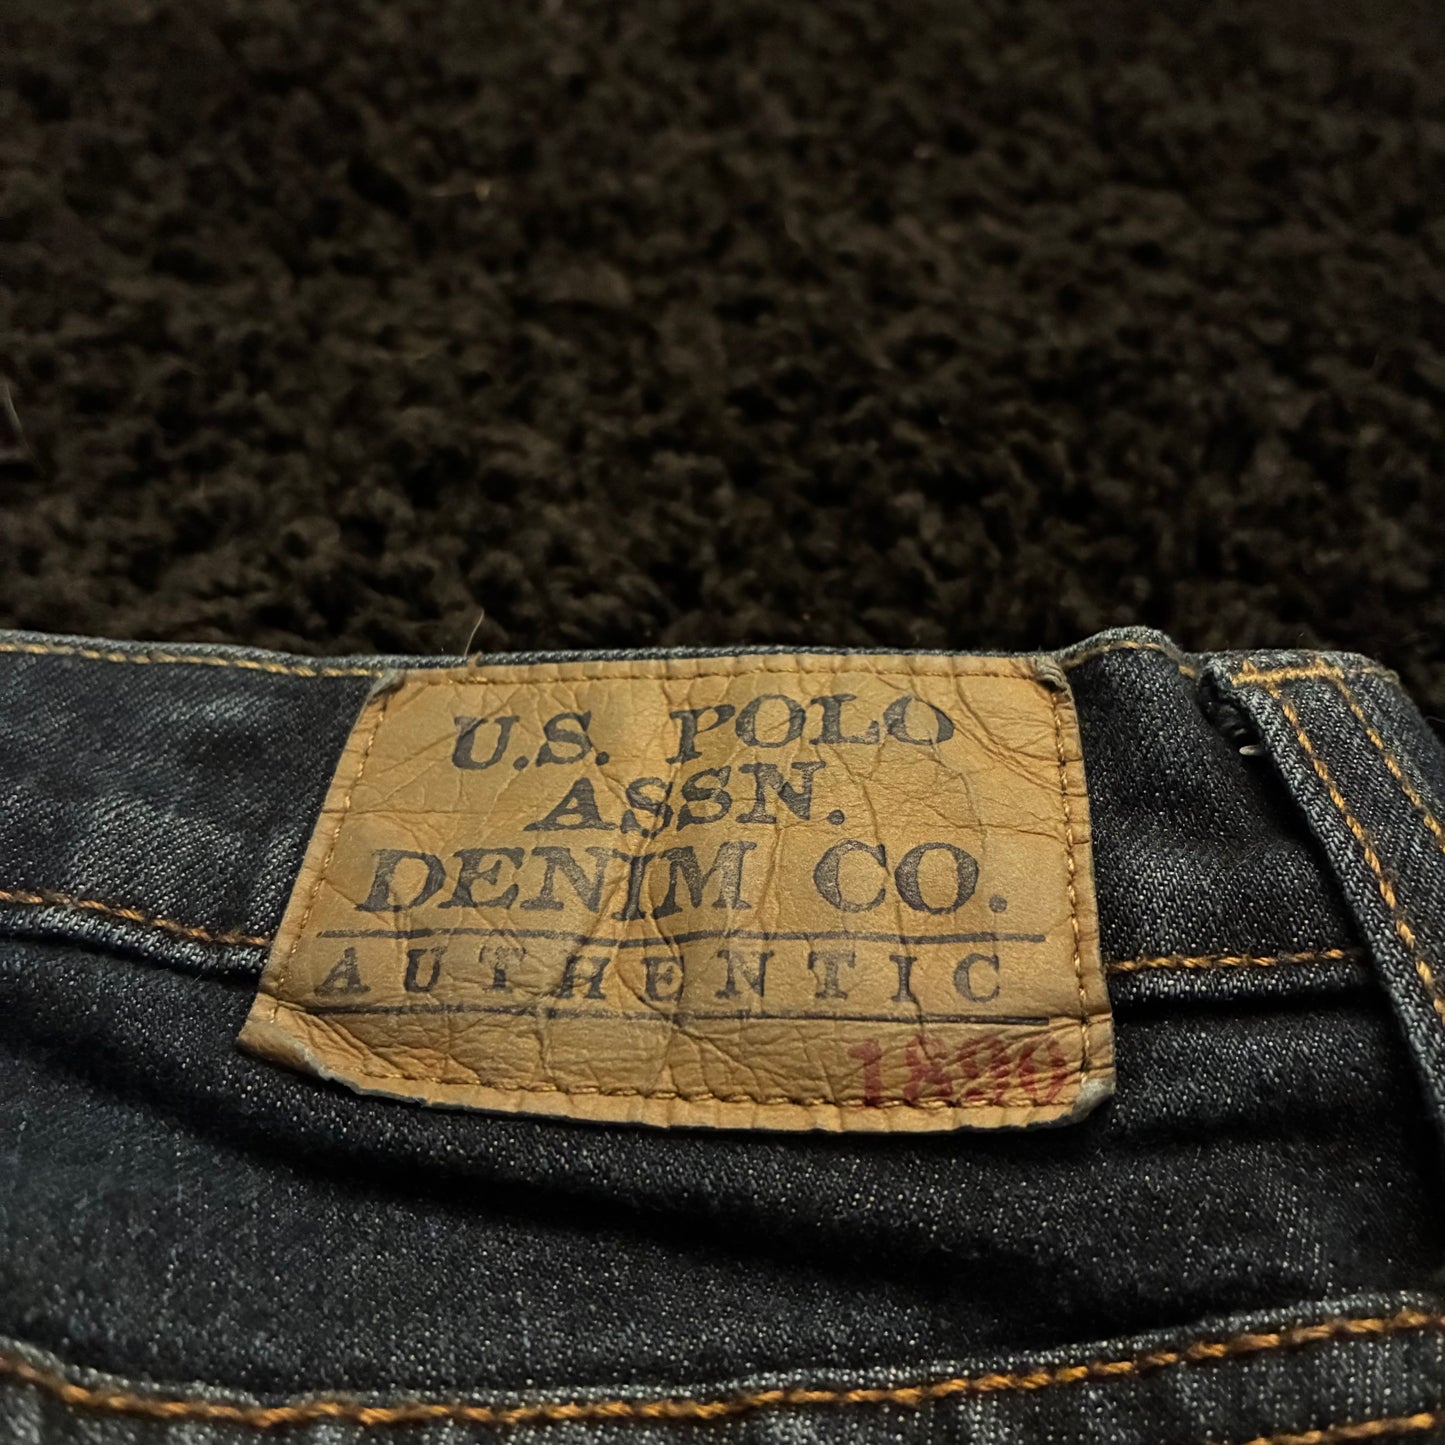 U.S. POLO
ASSN.
DENIM CO.
AUTHENTIC
1890